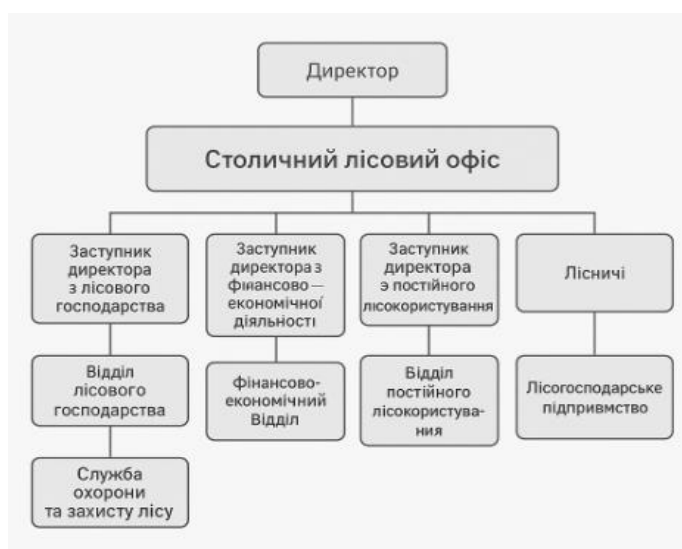 Директор
Столичний лісовий офіс
Заступник
директора
з лісового
господарства
Заступник
директора з
фінансово —
економічної
діяльності
Заступник
директора
э постійного
лісокористування
Лісничі
Відділ
лісового
господарства
Фінансово-
економічний
Відділ
Відділ
постійного
лісокористува-
ння
Лісогосподарське
підпривмство
Служба
охорони
та захисту лісу